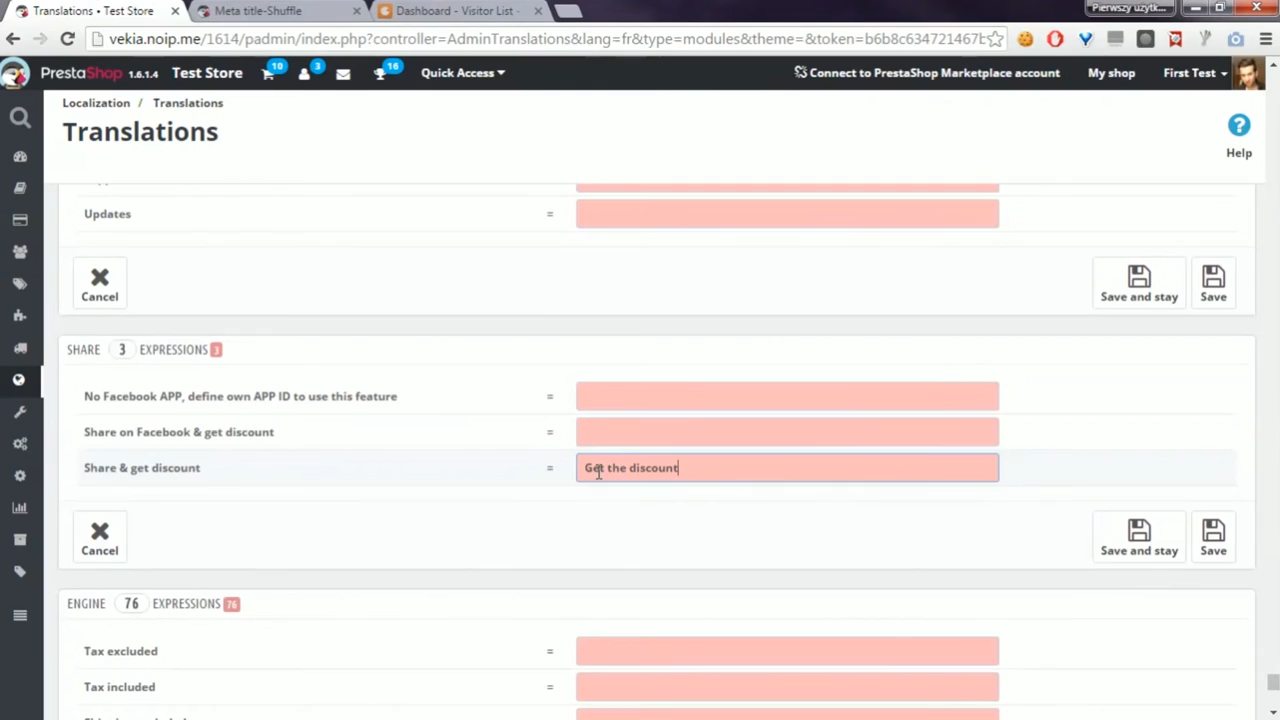 Translations • Test Store
Meta title-Shuffle
Dashboard - Visitor List -
Pierwszy użytk...
vekia.noip.me/1614/padmin/index.php?controller=AdminTranslations&lang=fr&type=modules&theme=&token=b6b8c634721467b
PrestaShop 1.6.1.4 Test Store 10 3 16 Quick Access Connect to PrestaShop Marketplace account My shop First Test
Localization / Translations
Translations
Help
Updates =
Cancel Save and stay Save
SHARE 3 EXPRESSIONS 3
No Facebook APP, define own APP ID to use this feature =
Share on Facebook & get discount =
Share & get discount = Get the discount
Cancel Save and stay Save
ENGINE 76 EXPRESSIONS 76
Tax excluded =
Tax included =